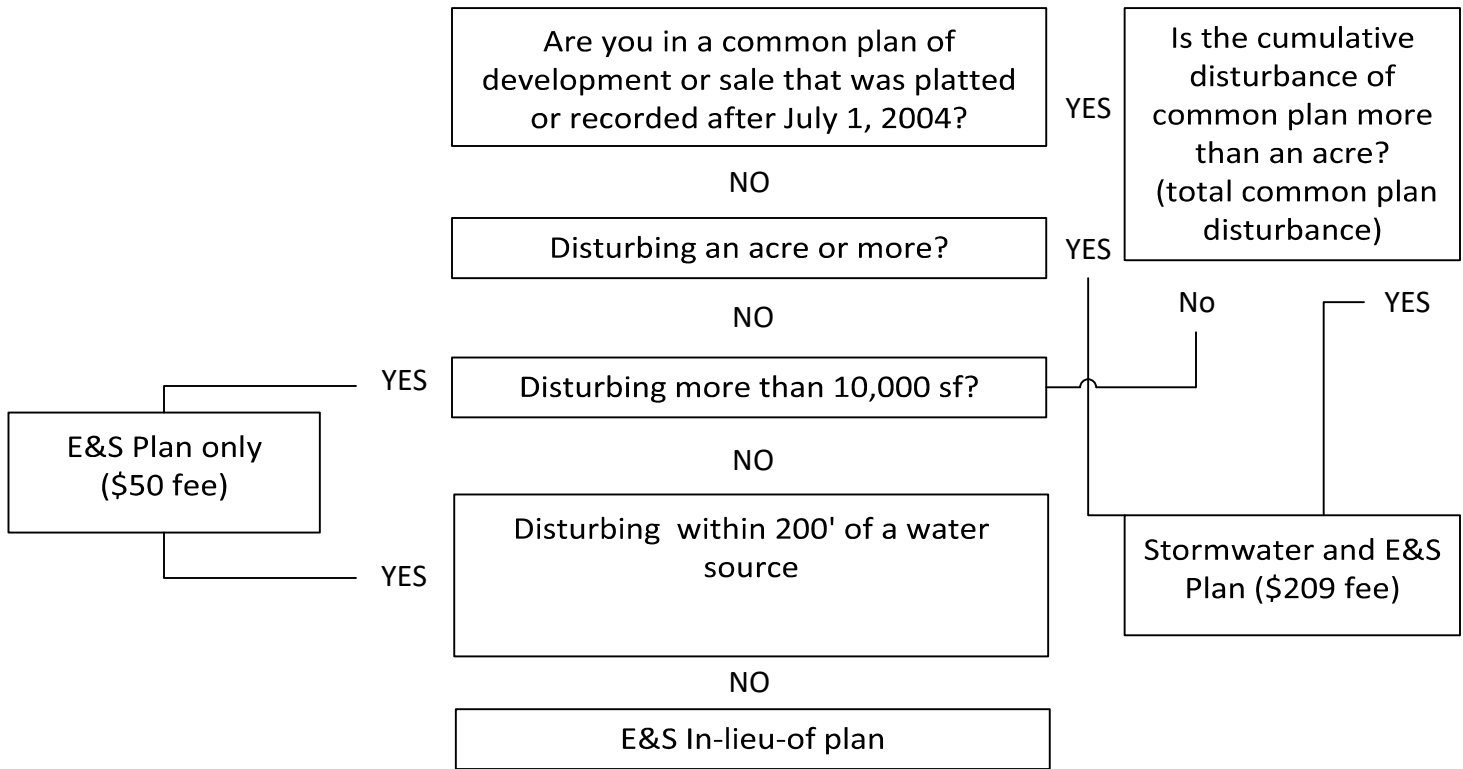 Are you in a common plan of
development or sale that was platted
or recorded after July 1, 2004?
YES
Is the cumulative
disturbance of
common plan more
than an acre?
(total common plan
disturbance)
NO
Disturbing an acre or more?
YES
No
YES
NO
YES
Disturbing more than 10,000 sf?
E&S Plan only
($50 fee)
NO
Disturbing within 200' of a water
source
YES
Stormwater and E&S
Plan ($209 fee)
NO
E&S In-lieu-of plan